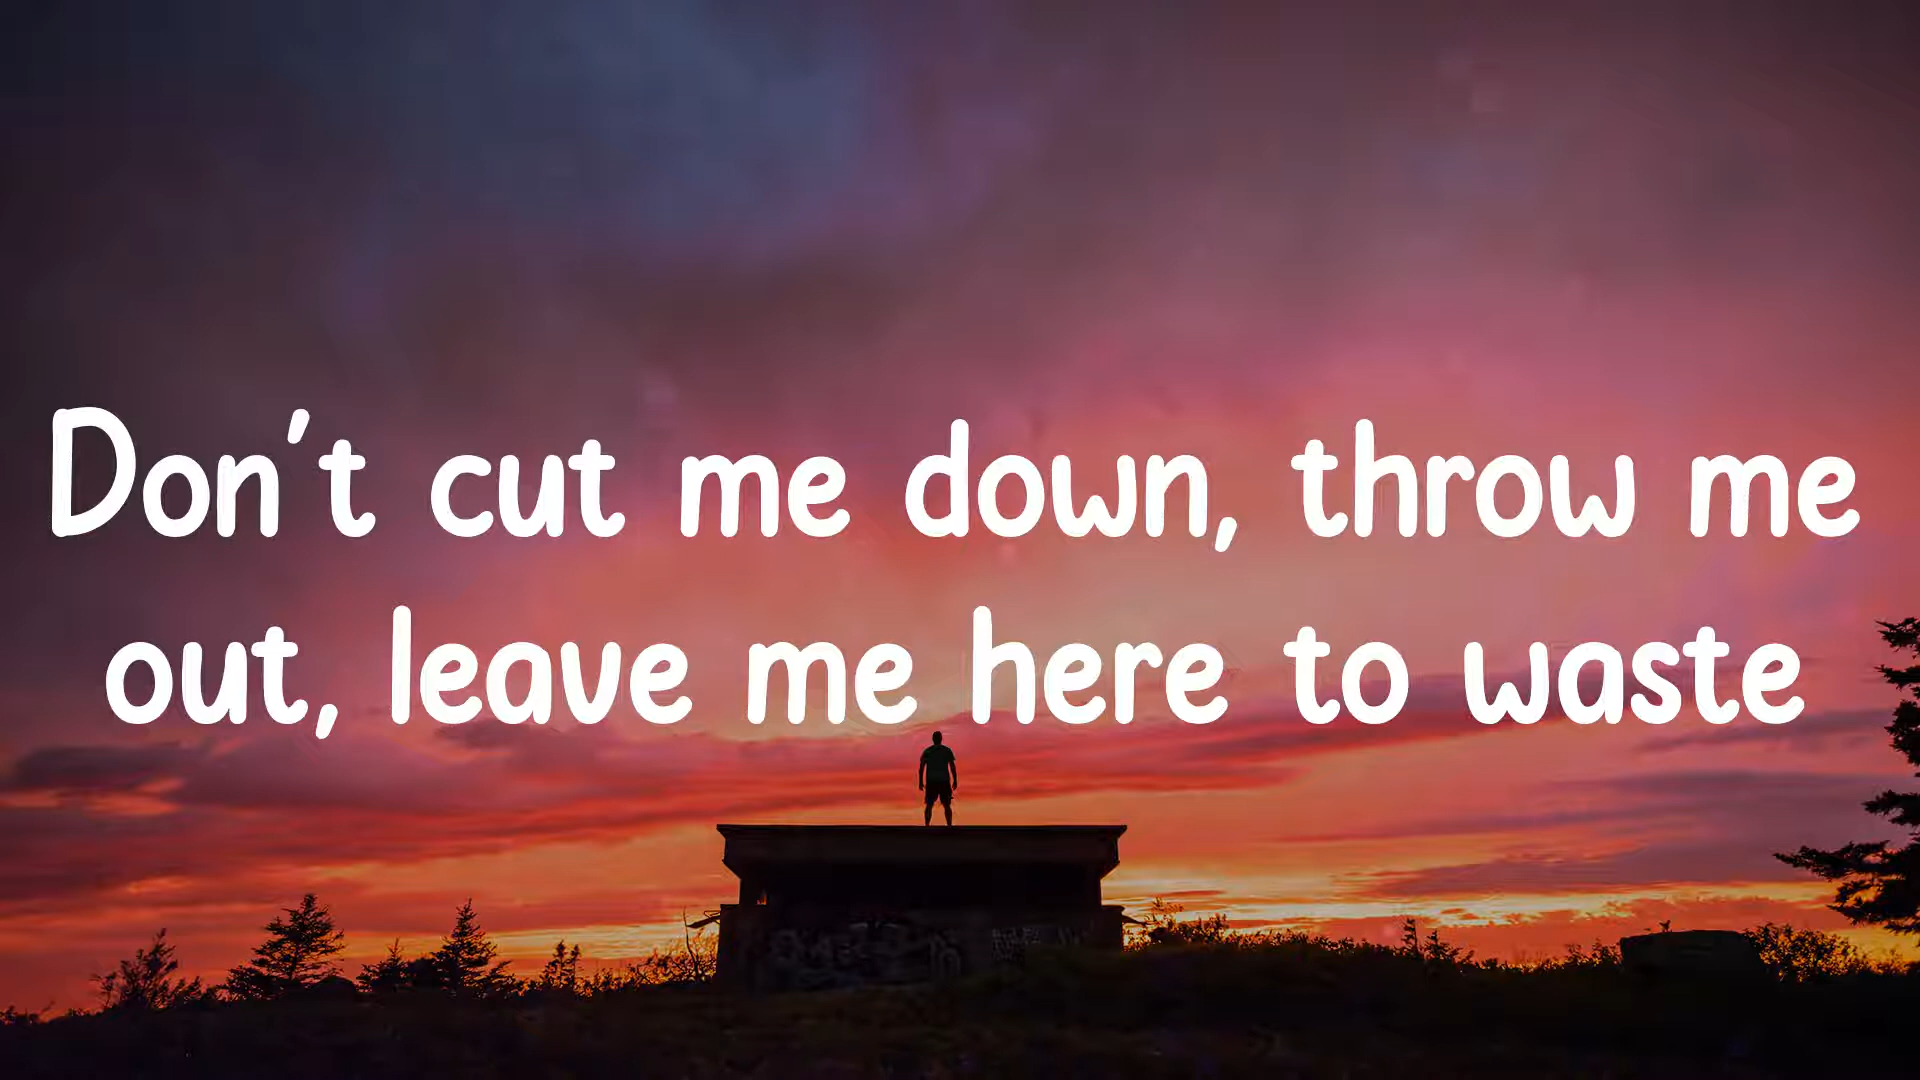 Don't cut me down, throw me
out, leave me here to waste